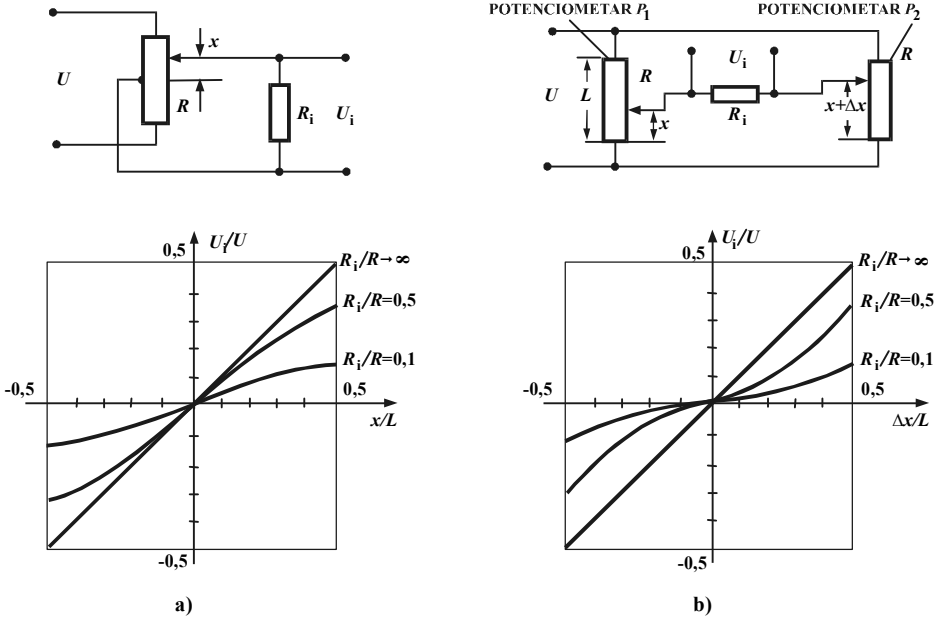 x
U
R
Rᵢ
Uᵢ
POTENCIOMETAR P₁
POTENCIOMETAR P₂
Uᵢ
R
R
U
L
Rᵢ
x
x+Δx
0,5
Uᵢ/U
Rᵢ/R→∞
Rᵢ/R=0,5
Rᵢ/R=0,1
-0,5
0,5
x/L
-0,5
a)
0,5
Uᵢ/U
Rᵢ/R→∞
Rᵢ/R=0,5
Rᵢ/R=0,1
-0,5
0,5
Δx/L
-0,5
b)